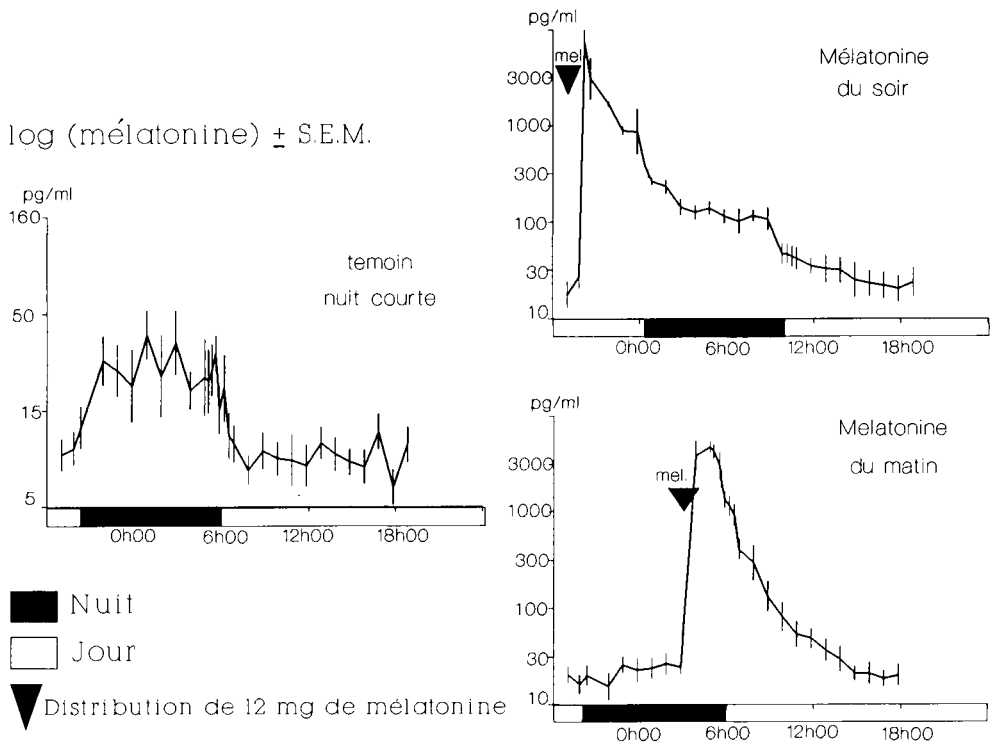 log (mélatonine) ± S.E.M.
pg/ml
160
50
15
5
temoin
nuit courte
0h00 6h00 12h00 18h00
Nuit
Jour
Distribution de 12 mg de mélatonine
pg/ml
mel.
3000
1000
300
100
30
10
Mélatonine
du soir
0h00 6h00 12h00 18h00
pg/ml
mel.
3000
1000
300
100
30
10
Melatonine
du matin
0h00 6h00 12h00 18h00